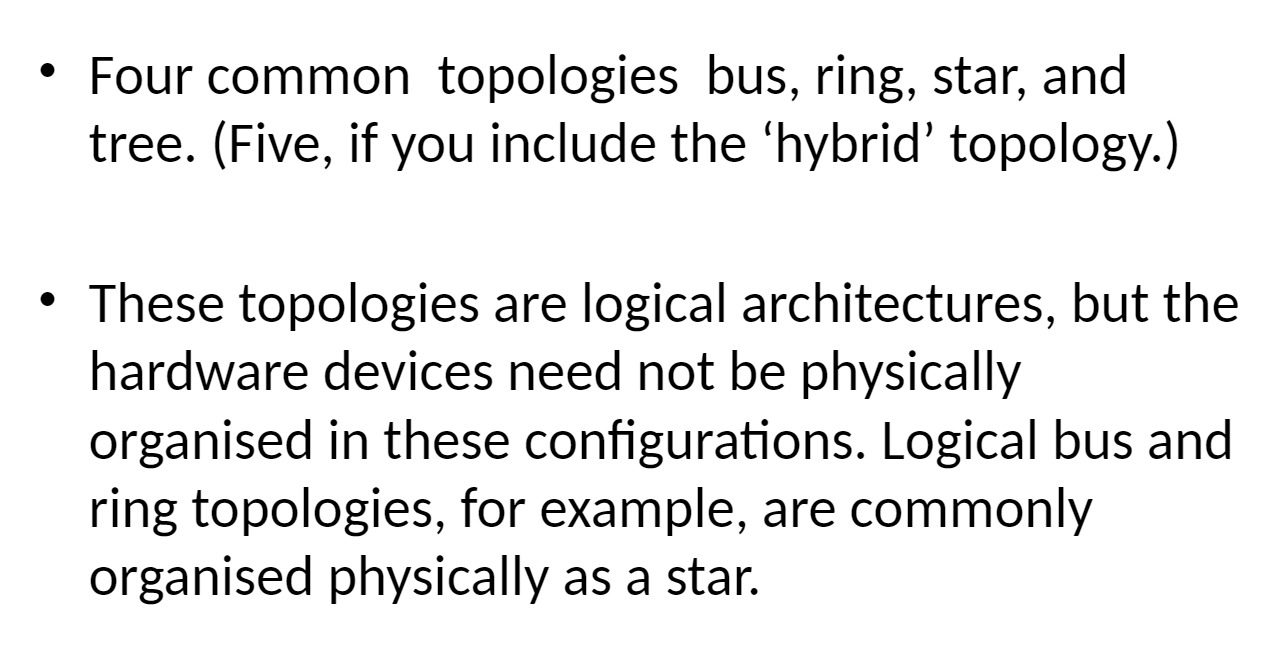 • Four common  topologies  bus, ring, star, and
tree. (Five, if you include the ‘hybrid’ topology.)
• These topologies are logical architectures, but the
hardware devices need not be physically
organised in these configurations. Logical bus and
ring topologies, for example, are commonly
organised physically as a star.